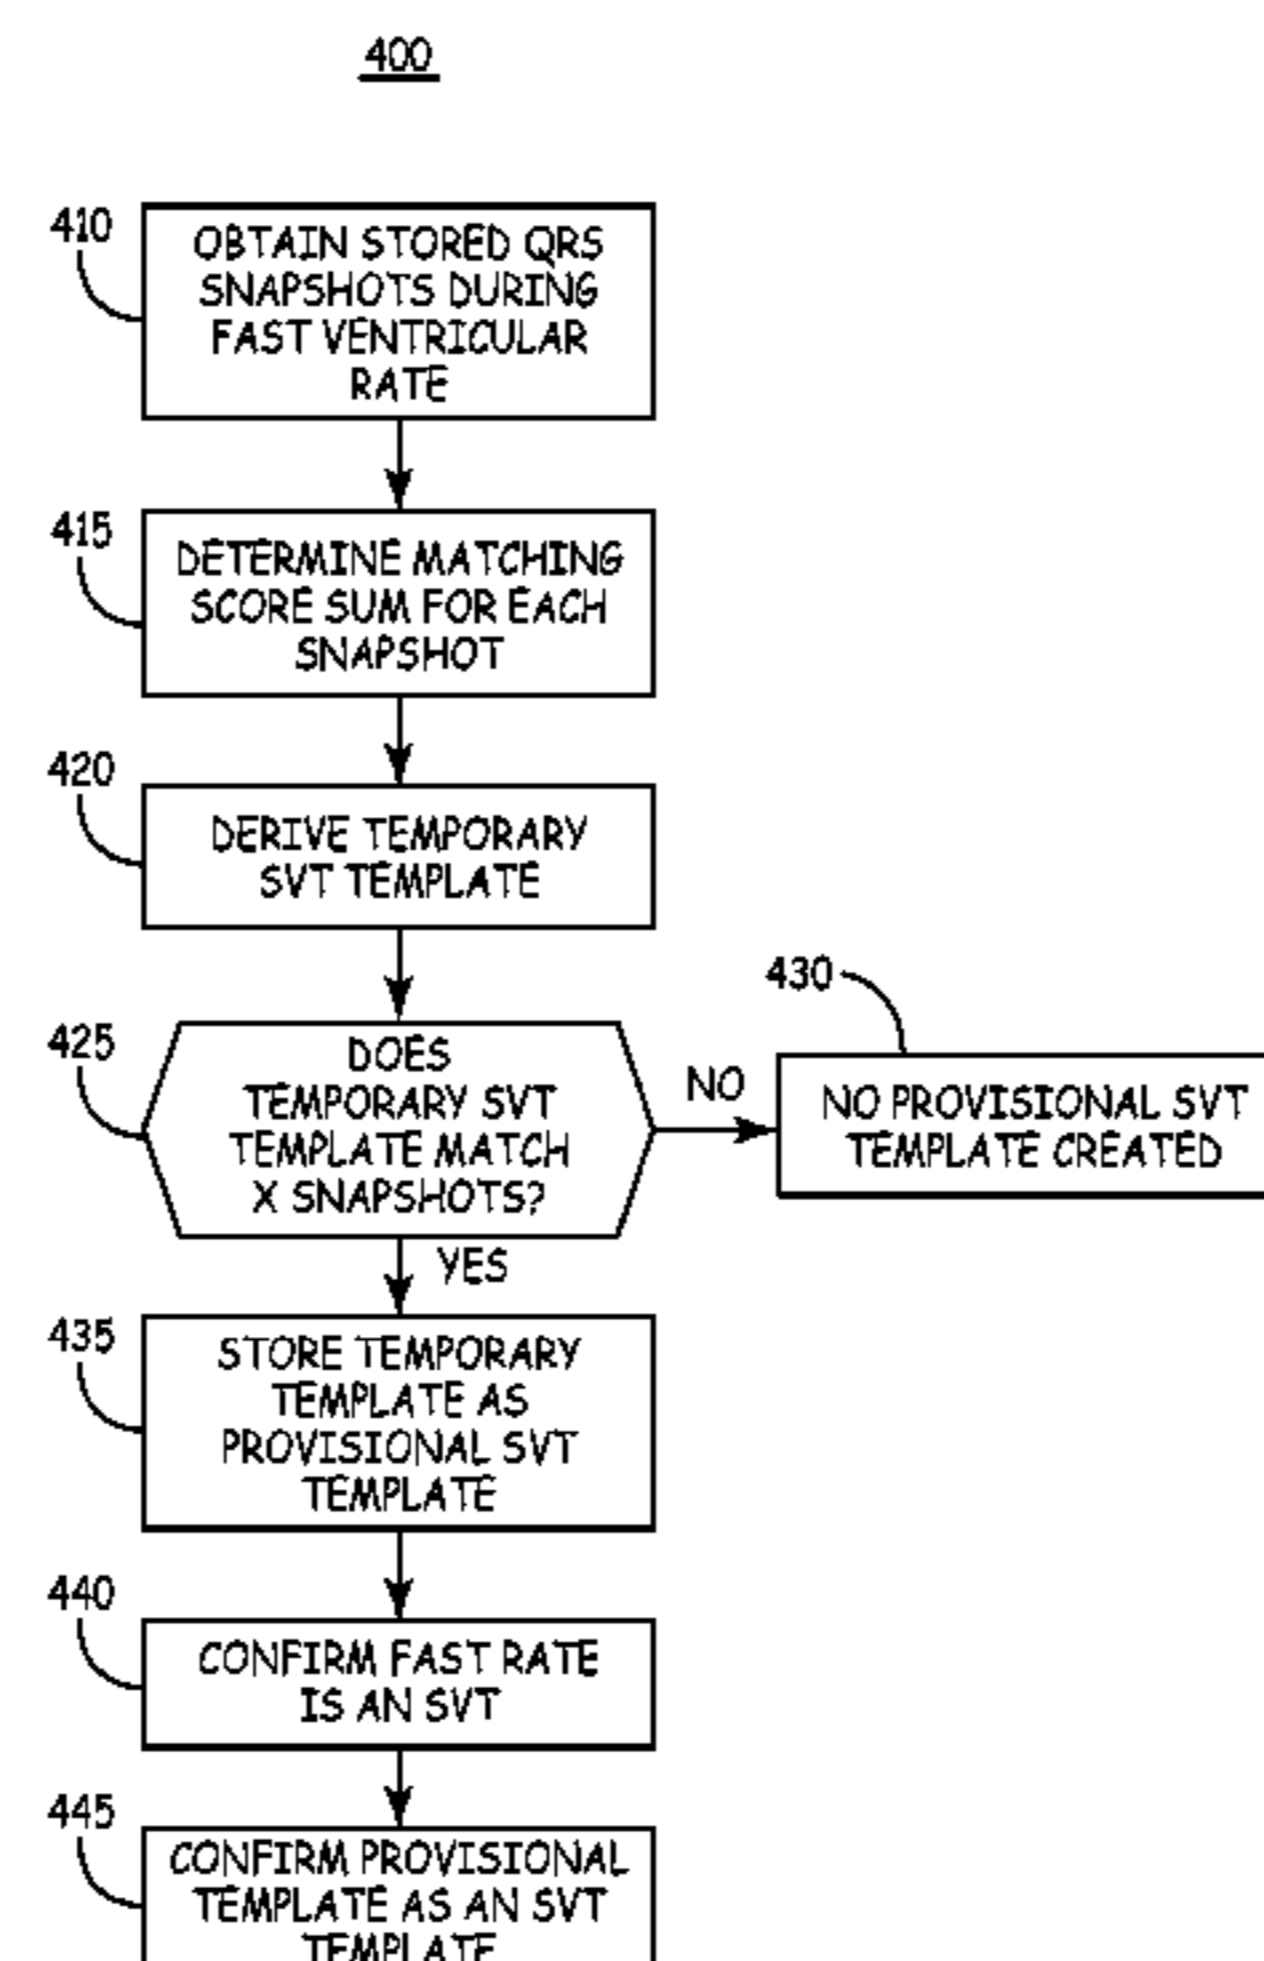 400
410
OBTAIN STORED QRS
SNAPSHOTS DURING
FAST VENTRICULAR
RATE
415
DETERMINE MATCHING
SCORE SUM FOR EACH
SNAPSHOT
420
DERIVE TEMPORARY
SVT TEMPLATE
425
DOES
TEMPORARY SVT
TEMPLATE MATCH
X SNAPSHOTS?
NO
430
NO PROVISIONAL SVT
TEMPLATE CREATED
YES
435
STORE TEMPORARY
TEMPLATE AS
PROVISIONAL SVT
TEMPLATE
440
CONFIRM FAST RATE
IS AN SVT
445
CONFIRM PROVISIONAL
TEMPLATE AS AN SVT
TEMPLATE